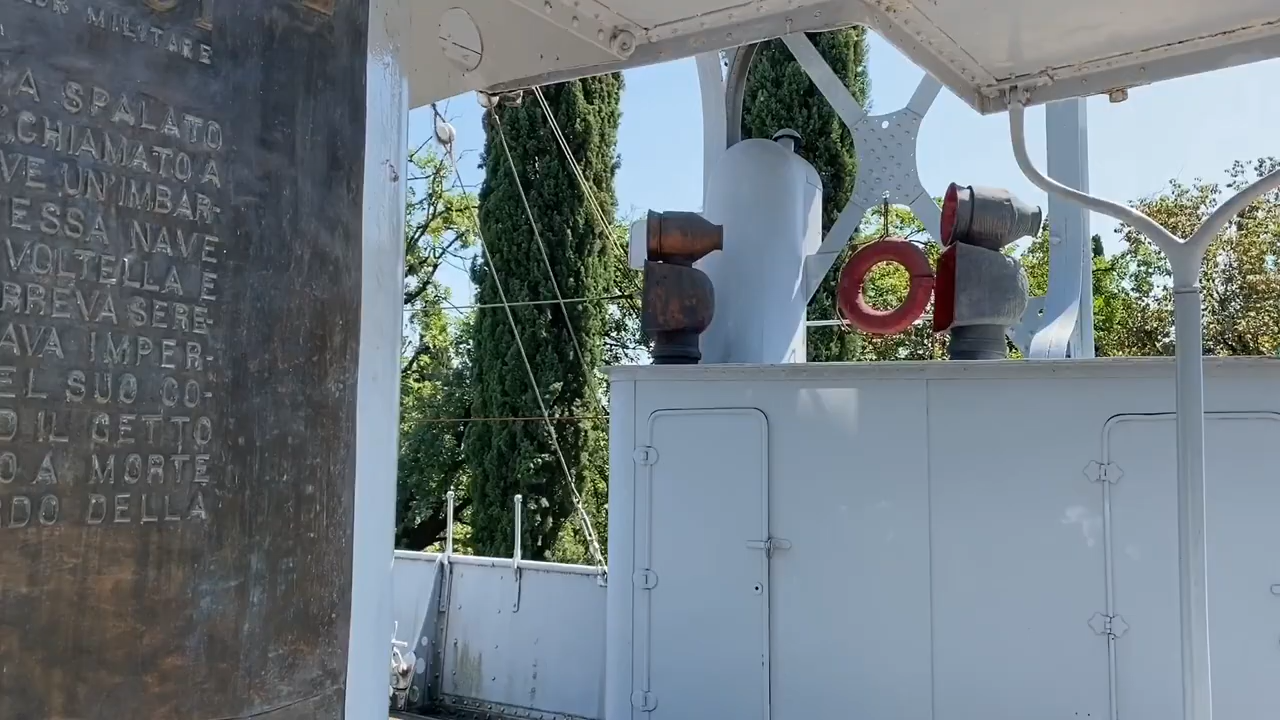 MILITARE
A SPALATO
CHIAMATO A
VE UN'IMBAR-
ESSA NAVE
VOLTELLA E
RREVA SERE-
AVA IMPER-
EL SUO CO-
D IL GETTO
O A MORTE
DO DELLA